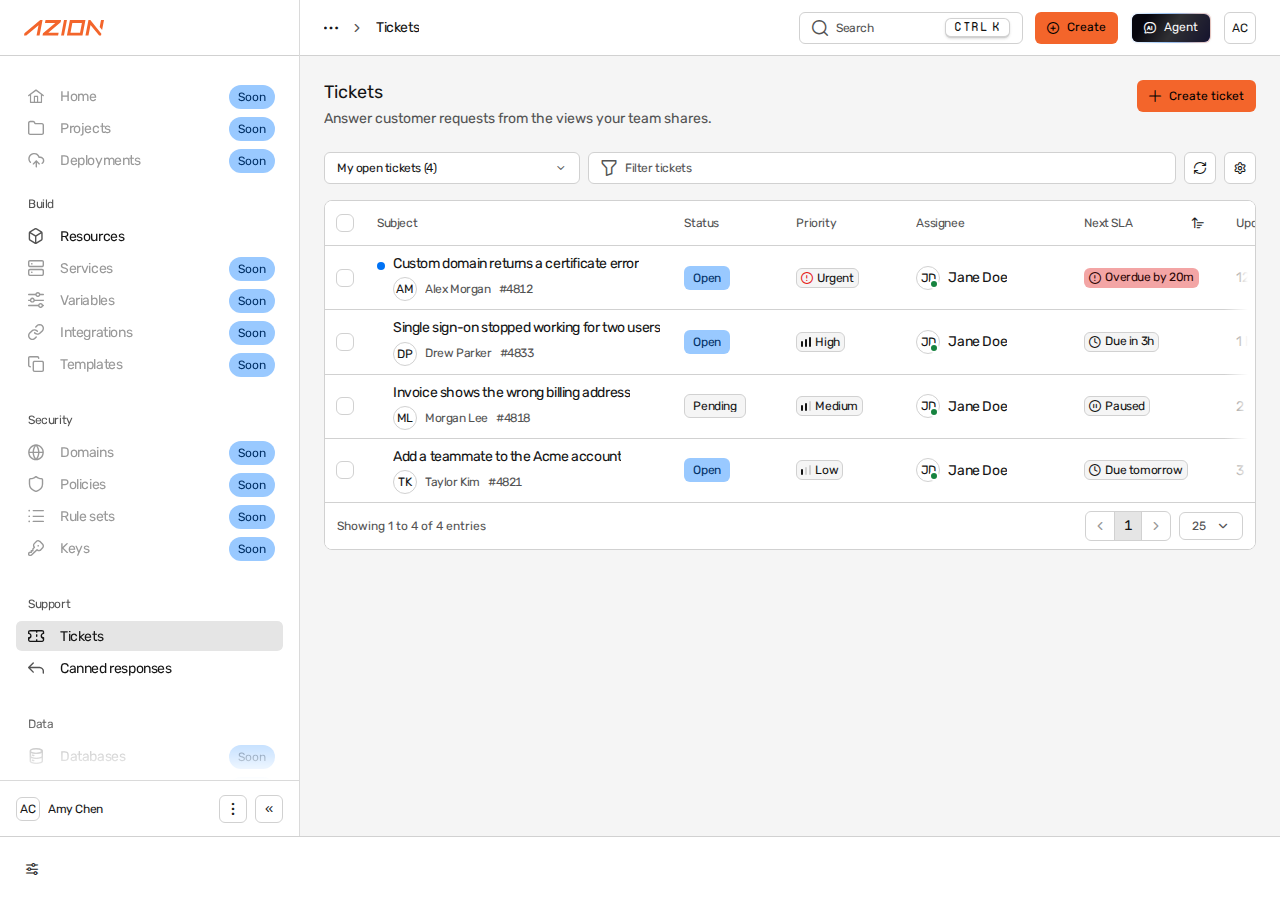 AZION
Tickets
Search
CTRL K
Create
Agent
AC
Home
Soon
Projects
Soon
Deployments
Soon
Build
Resources
Services
Soon
Variables
Soon
Integrations
Soon
Templates
Soon
Security
Domains
Soon
Policies
Soon
Rule sets
Soon
Keys
Soon
Support
Tickets
Canned responses
Data
Databases
Soon
AC
Amy Chen
Tickets
Answer customer requests from the views your team shares.
Create ticket
My open tickets (4)
Filter tickets
Subject Status Priority Assignee Next SLA
Custom domain returns a certificate error
AM Alex Morgan #4812
Open Urgent Jane Doe Overdue by 20m
Single sign-on stopped working for two users
DP Drew Parker #4833
Open High Jane Doe Due in 3h
Invoice shows the wrong billing address
ML Morgan Lee #4818
Pending Medium Jane Doe Paused
Add a teammate to the Acme account
TK Taylor Kim #4821
Open Low Jane Doe Due tomorrow
Showing 1 to 4 of 4 entries
1
25